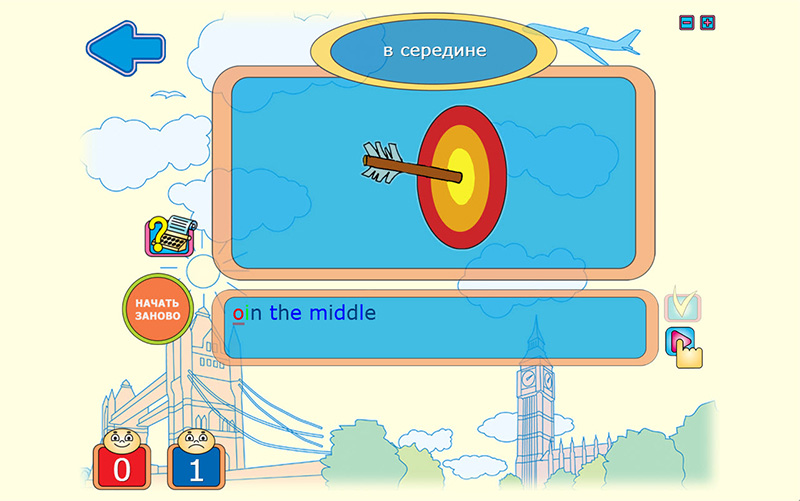 в середине
oin the middle
НАЧАТЬ
ЗАНОВО
0
1